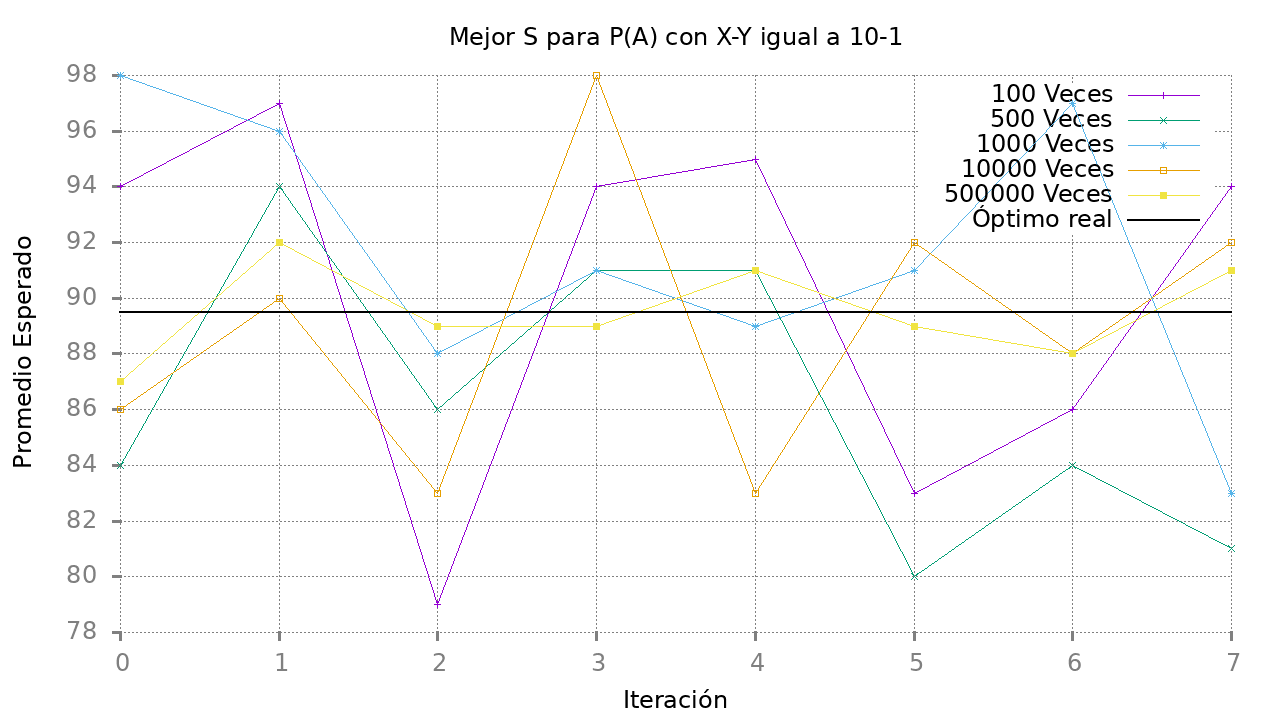 Mejor S para P(A) con X-Y igual a 10-1
Promedio Esperado
98
96
94
92
90
88
86
84
82
80
78
100 Veces
500 Veces
1000 Veces
10000 Veces
500000 Veces
Óptimo real
0 1 2 3 4 5 6 7
Iteración